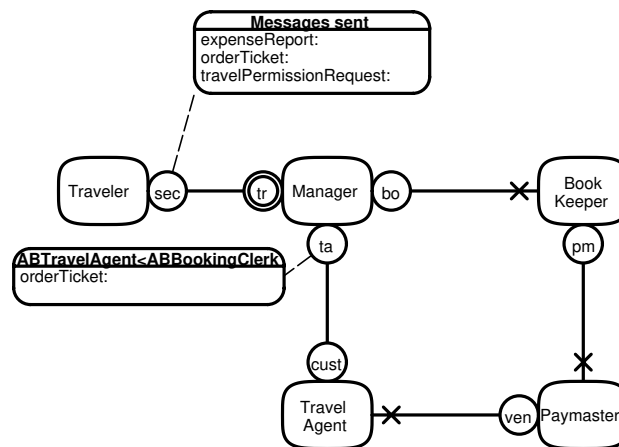 Messages sent
expenseReport:
orderTicket:
travelPermissionRequest:
Traveler
sec
tr
Manager
bo
Book
Keeper
ta
pm
ABTravelAgent<ABBookingClerk
orderTicket:
cust
Travel
Agent
ven
Paymaster